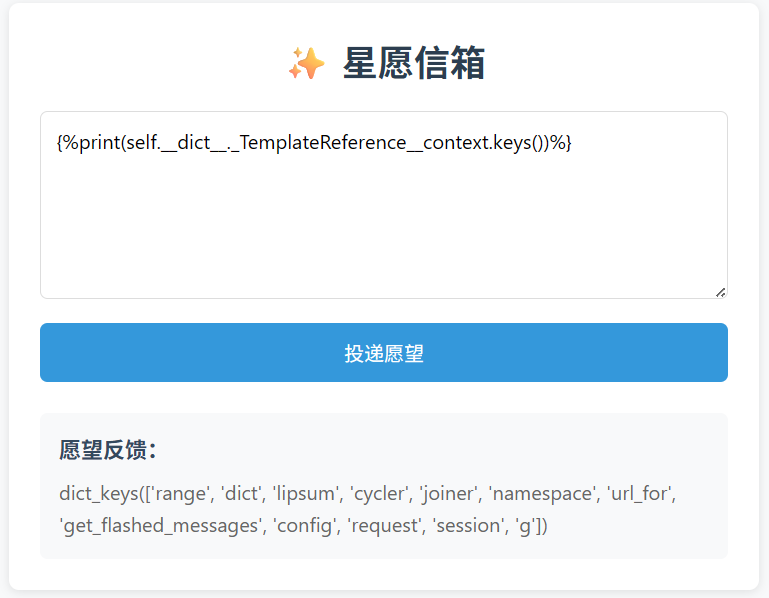 ✨ 星愿信箱
{%print(self.__dict__._TemplateReference__context.keys())%}
投递愿望
愿望反馈：
dict_keys(['range', 'dict', 'lipsum', 'cycler', 'joiner', 'namespace', 'url_for',
'get_flashed_messages', 'config', 'request', 'session', 'g'])